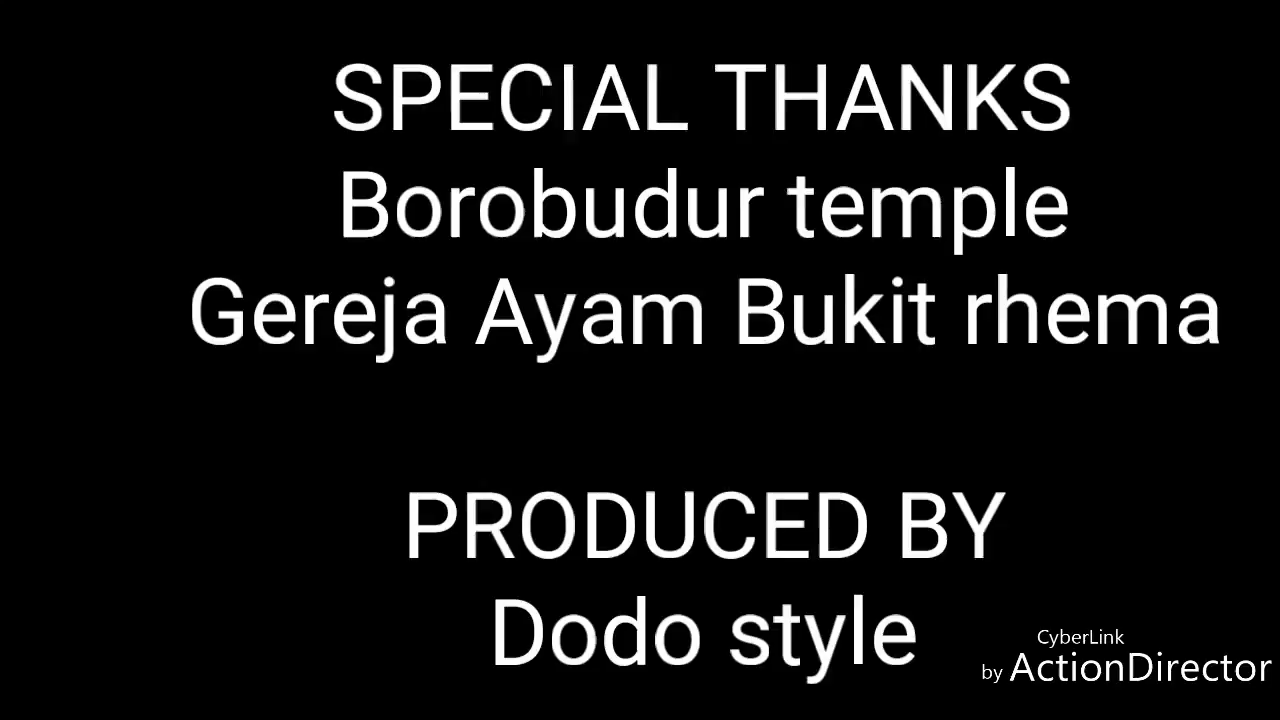 SPECIAL THANKS
Borobudur temple
Gereja Ayam Bukit rhema
PRODUCED BY
Dodo style
CyberLink
by ActionDirector